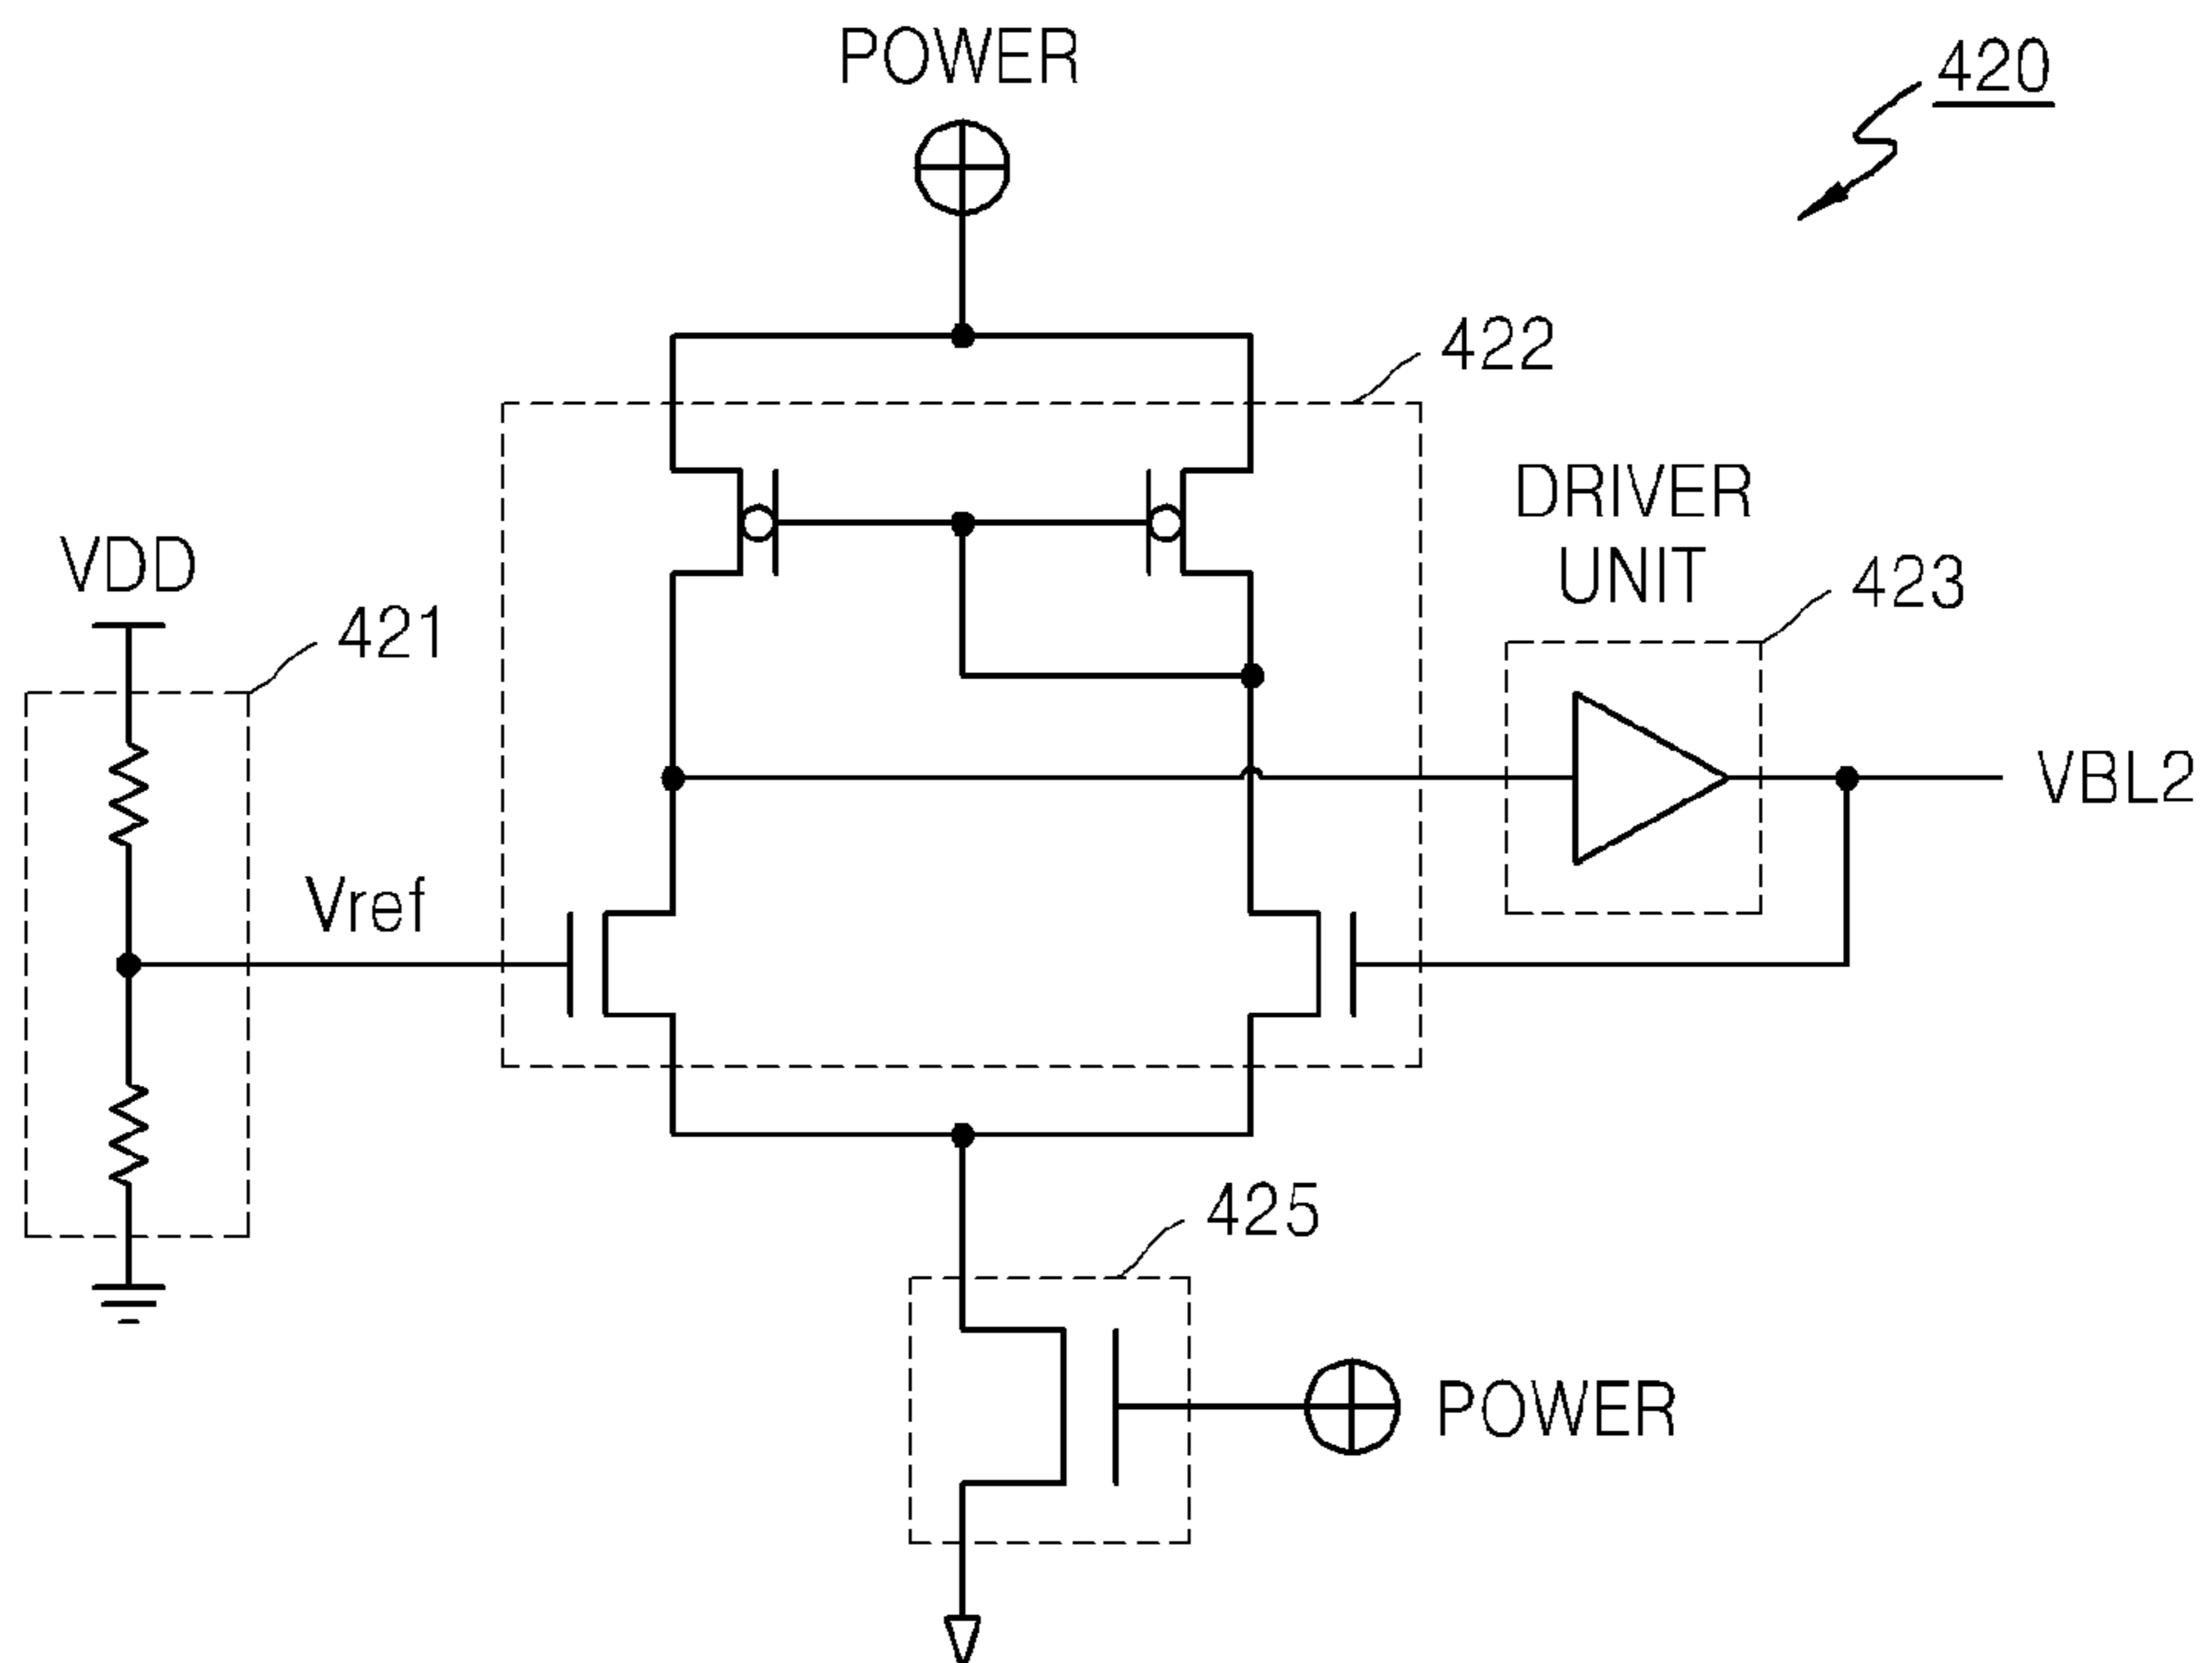 POWER
420
422
DRIVER
UNIT
423
VDD
421
VBL2
Vref
425
POWER